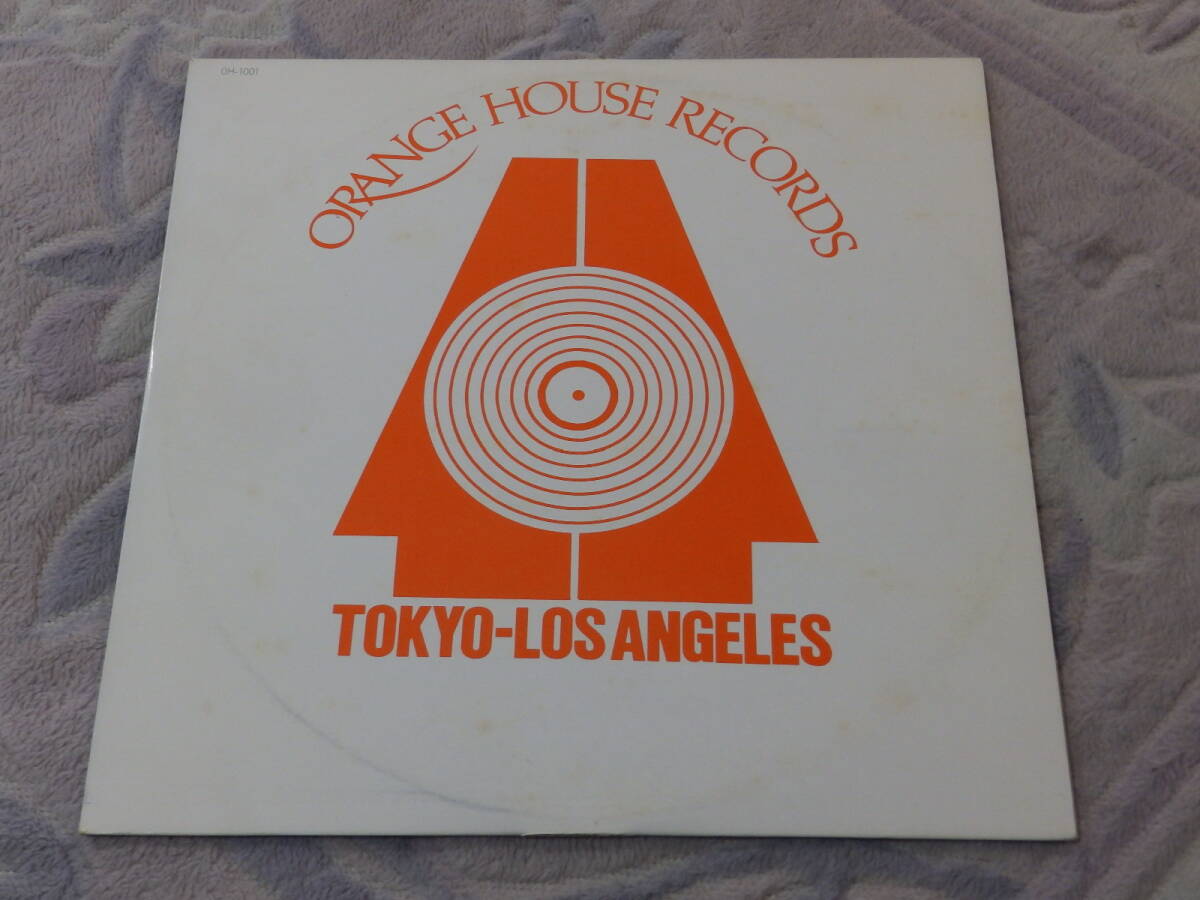 OH-1001
ORANGE HOUSE RECORDS
TOKYO-LOS ANGELES